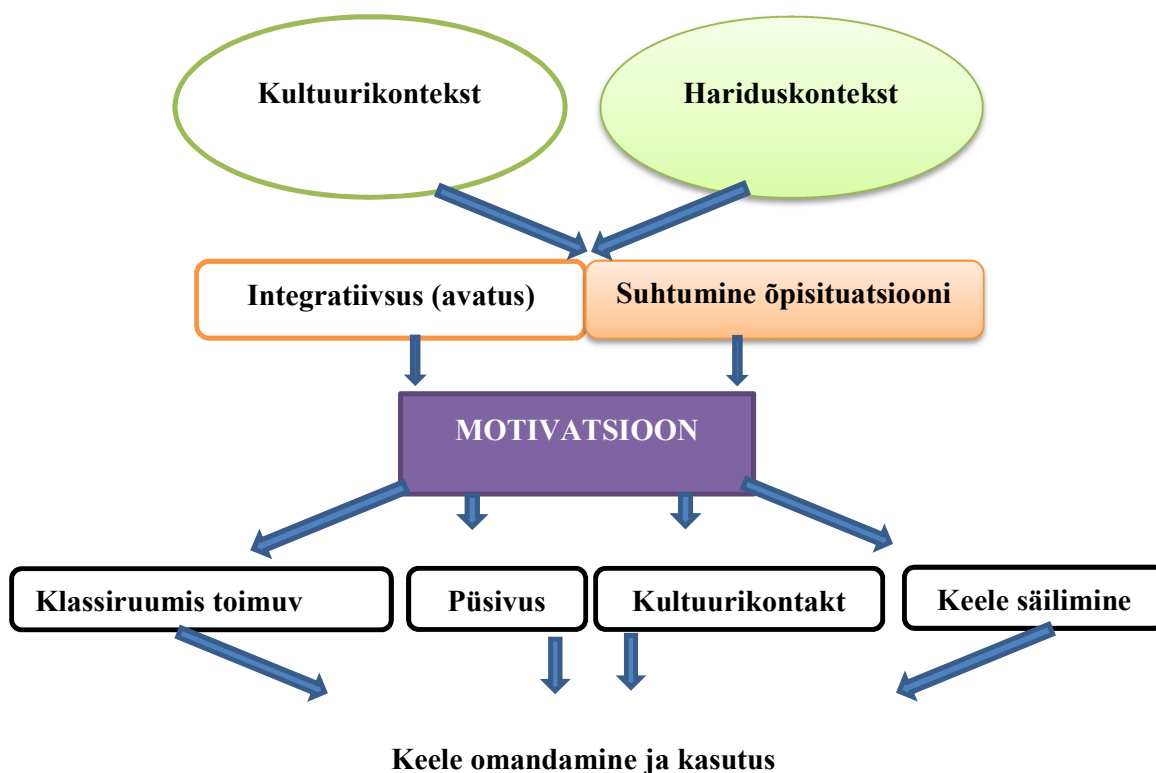 Kultuurikontekst
Hariduskontekst
Integratiivsus (avatus)
Suhtumine õpisituatsiooni
MOTIVATSIOON
Klassiruumis toimuv
Püsivus
Kultuurikontakt
Keele säilimine
Keele omandamine ja kasutus